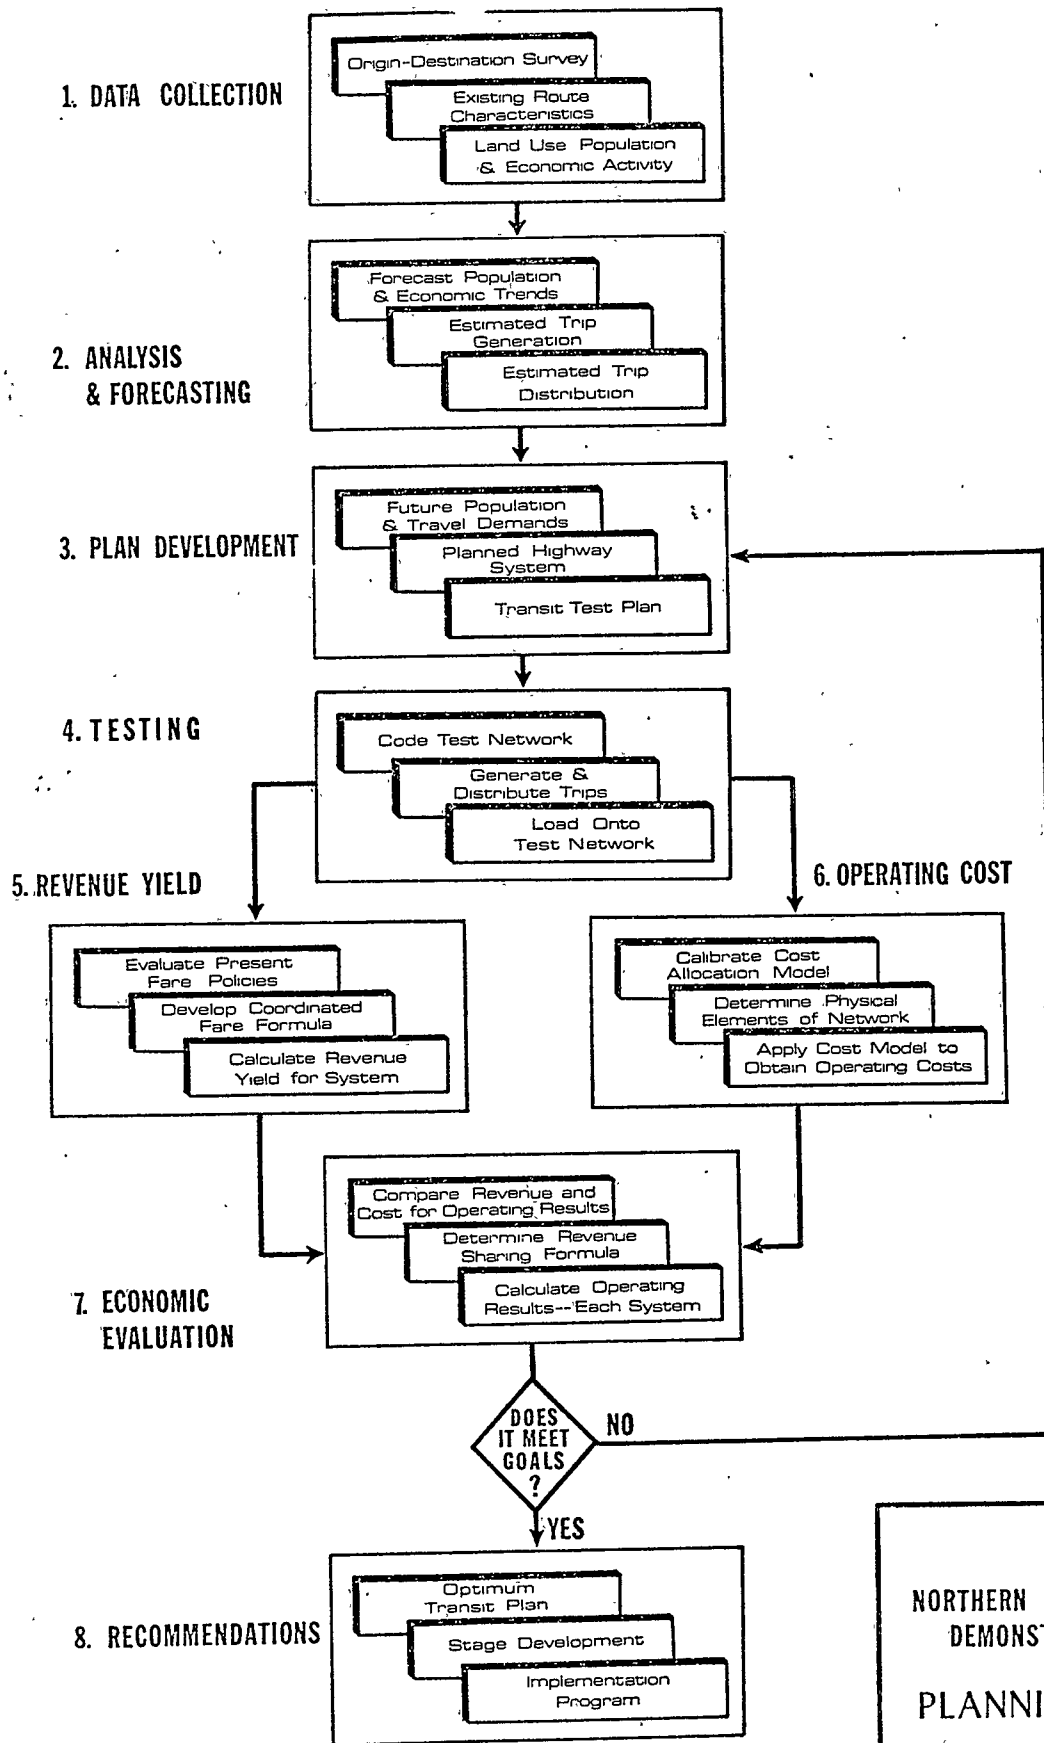 1. DATA COLLECTION
Origin-Destination Survey
Existing Route
Characteristics
Land Use Population
& Economic Activity
2. ANALYSIS
& FORECASTING
Forecast Population
& Economic Trends
Estimated Trip
Generation
Estimated Trip
Distribution
3. PLAN DEVELOPMENT
Future Population
& Travel Demands
Planned Highway
System
Transit Test Plan
4. TESTING
Code Test Network
Generate &
Distribute Trips
Load Onto
Test Network
5. REVENUE YIELD
Evaluate Present
Fare Policies
Develop Coordinated
Fare Formula
Calculate Revenue
Yield for System
6. OPERATING COST
Calibrate Cost
Allocation Model
Determine Physical
Elements of Network
Apply Cost Model to
Obtain Operating Costs
7. ECONOMIC
EVALUATION
Compare Revenue and
Cost for Operating Results
Determine Revenue
Sharing Formula
Calculate Operating
Results--Each System
DOES
IT MEET
GOALS
?
NO
YES
8. RECOMMENDATIONS
Optimum
Transit Plan
Stage Development
Implementation
Program
NORTHERN
DEMONST
PLANNI